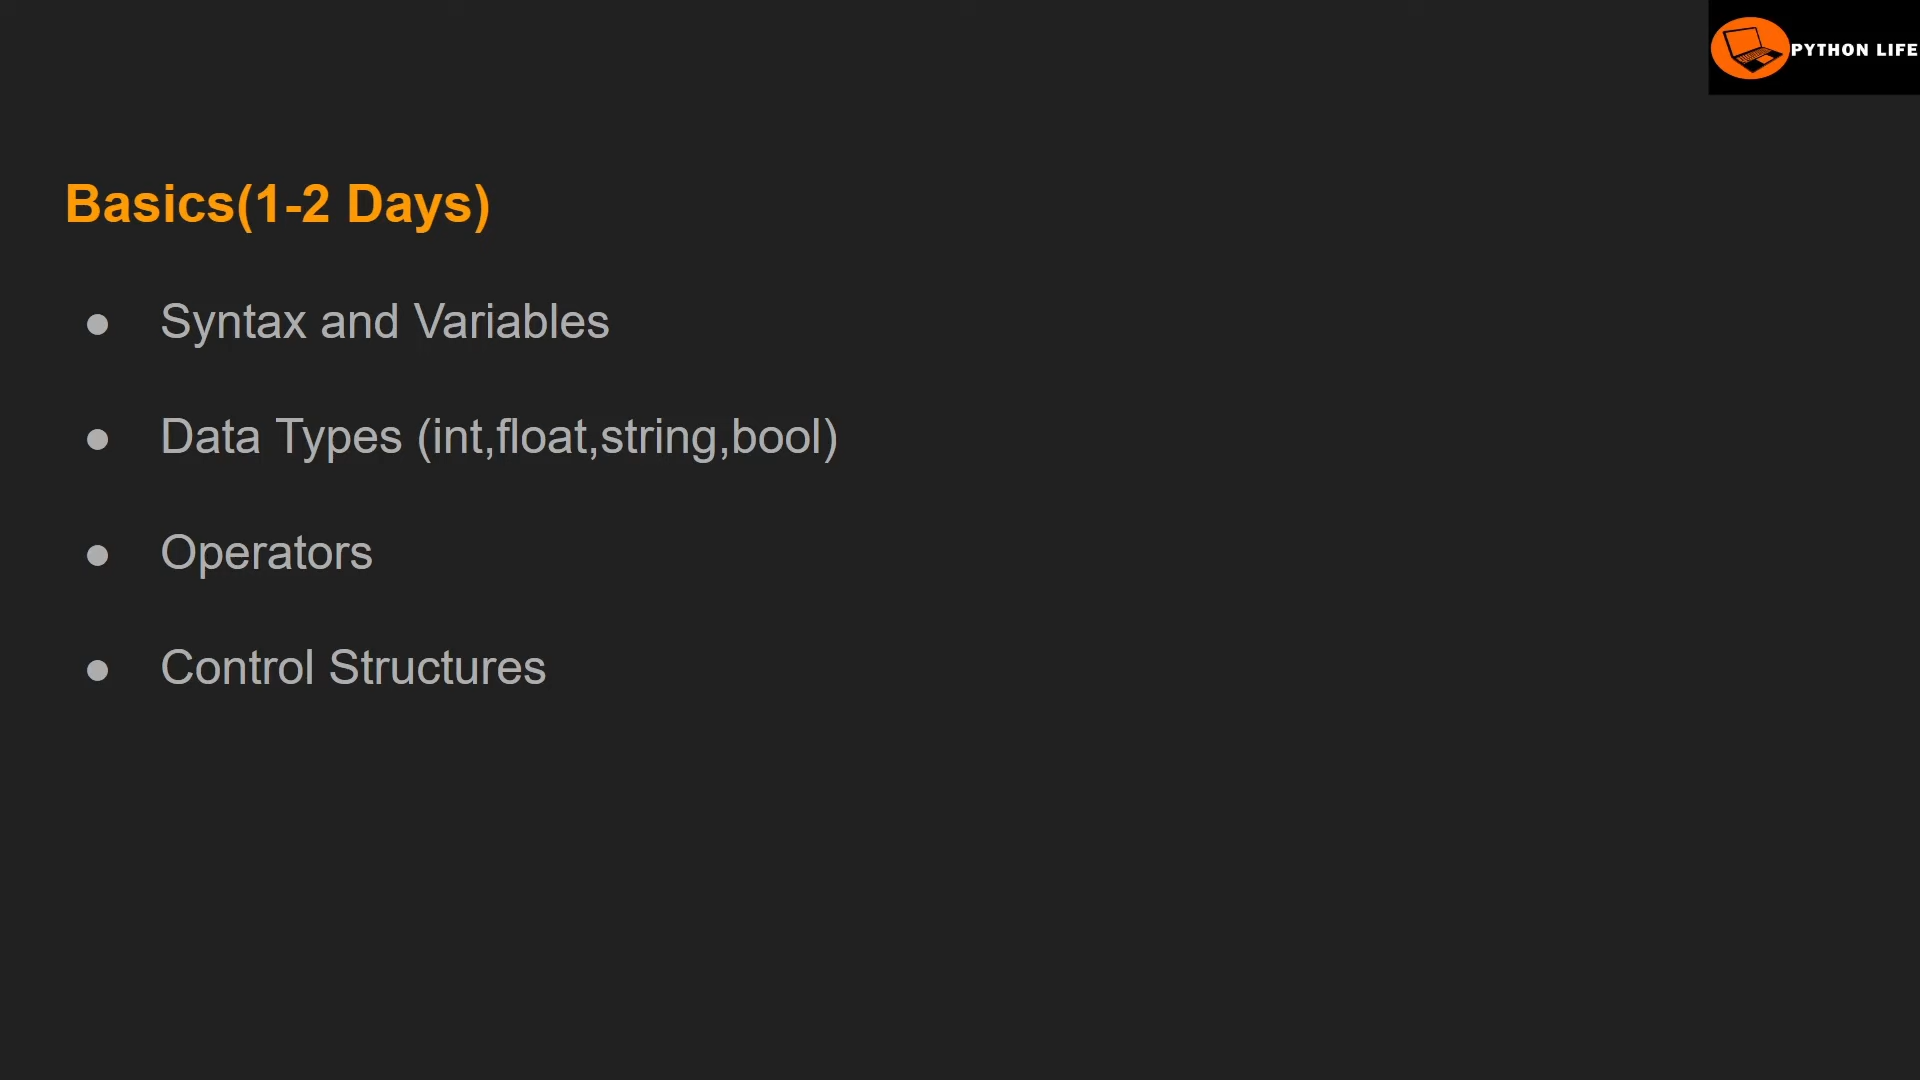 PYTHON LIFE
Basics(1-2 Days)
● Syntax and Variables
● Data Types (int,float,string,bool)
● Operators
● Control Structures